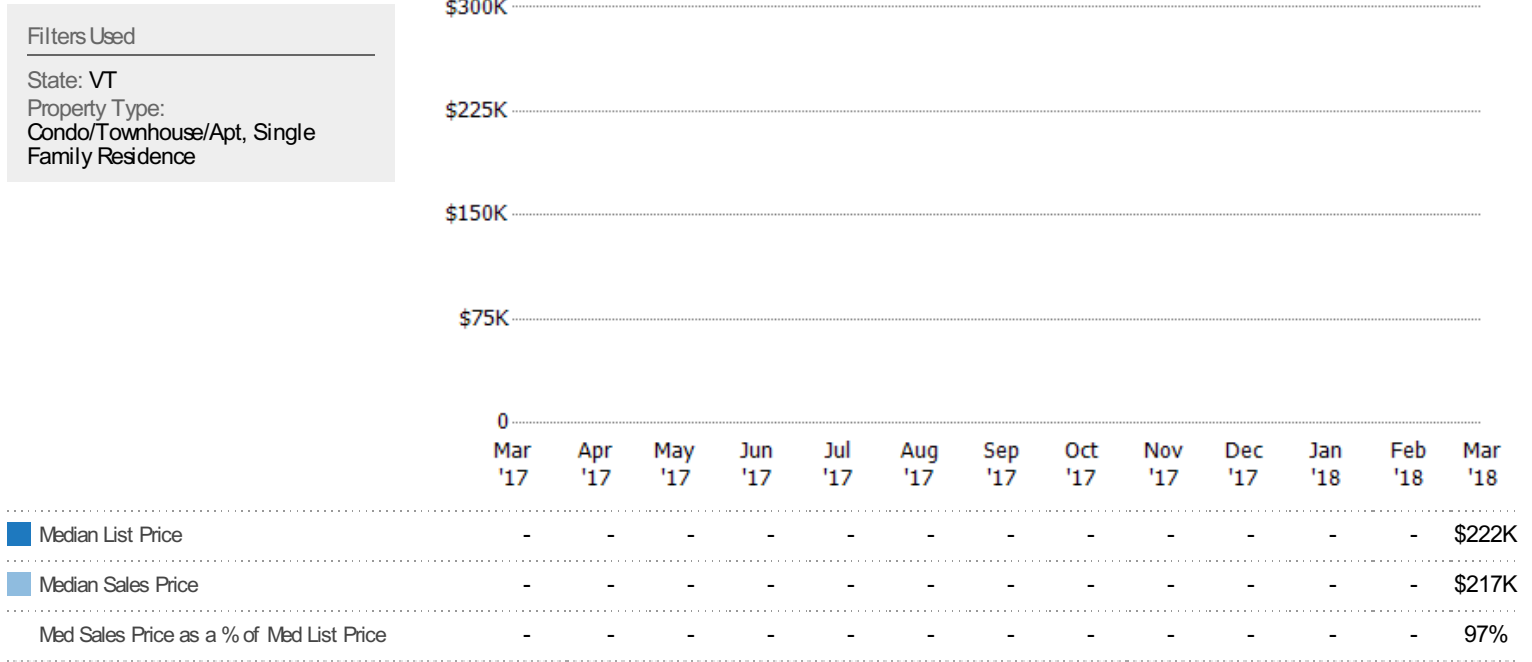 Filters Used
State: VT
Property Type:
Condo/Townhouse/Apt, Single
Family Residence
$300K
$225K
$150K
$75K
0
Mar Apr May Jun Jul Aug Sep Oct Nov Dec Jan Feb Mar
'17 '17 '17 '17 '17 '17 '17 '17 '17 '17 '18 '18 '18
Median List Price - - - - - - - - - - - - $222K
Median Sales Price - - - - - - - - - - - - $217K
Med Sales Price as a % of Med List Price - - - - - - - - - - - - 97%